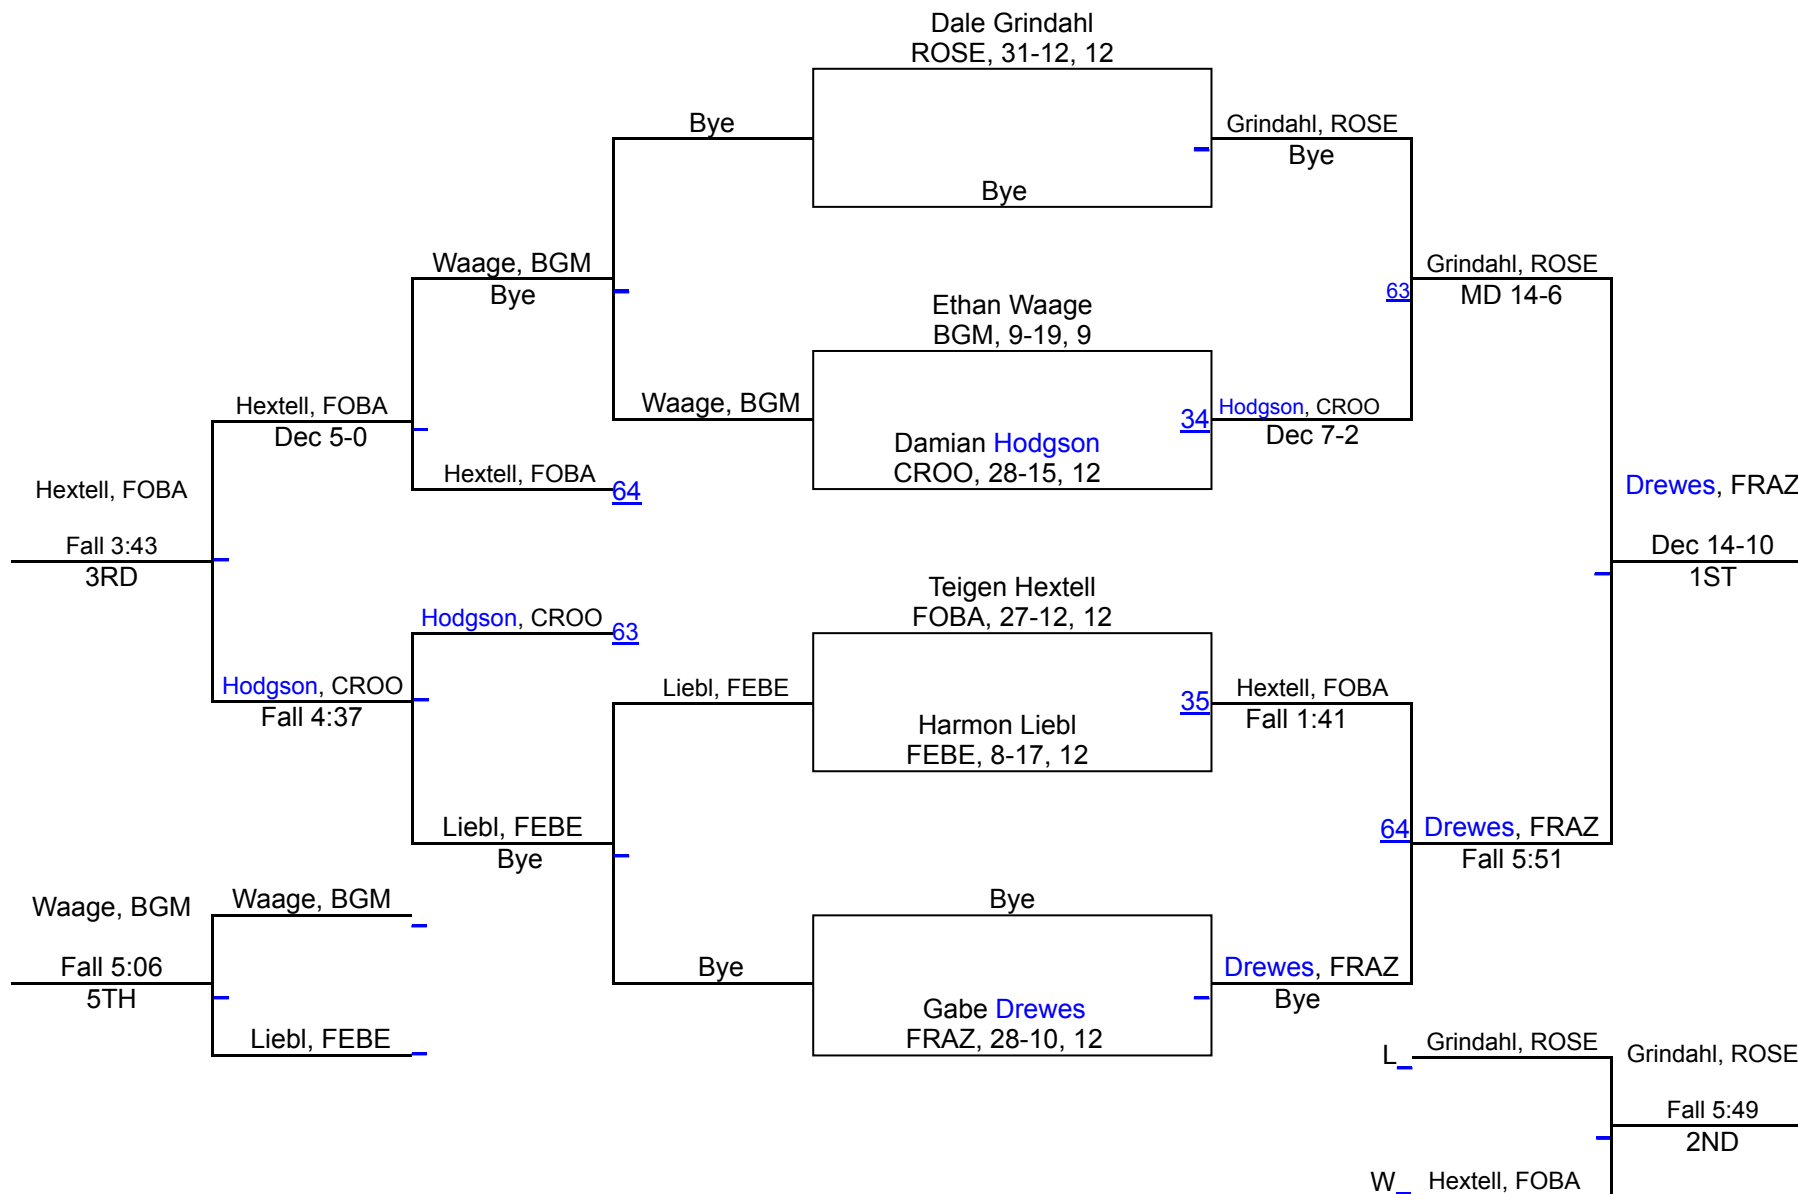 Dale Grindahl
ROSE, 31-12, 12
Bye
Grindahl, ROSE
Bye
Bye
Waage, BGM
Bye
Grindahl, ROSE
MD 14-6
63
Ethan Waage
BGM, 9-19, 9
Waage, BGM
Hodgson, CROO
Dec 7-2
34
Damian Hodgson
CROO, 28-15, 12
Hextell, FOBA
Dec 5-0
Hextell, FOBA
64
Hextell, FOBA
Fall 3:43
3RD
Drewes, FRAZ
Dec 14-10
1ST
Teigen Hextell
FOBA, 27-12, 12
Hodgson, CROO
63
Hodgson, CROO
Fall 4:37
Liebl, FEBE
35
Hextell, FOBA
Fall 1:41
Harmon Liebl
FEBE, 8-17, 12
Liebl, FEBE
Bye
64
Drewes, FRAZ
Fall 5:51
Waage, BGM
Waage, BGM
Bye
Fall 5:06
5TH
Bye
Drewes, FRAZ
Bye
Gabe Drewes
FRAZ, 28-10, 12
Liebl, FEBE
L
Grindahl, ROSE
Grindahl, ROSE
Fall 5:49
2ND
W
Hextell, FOBA